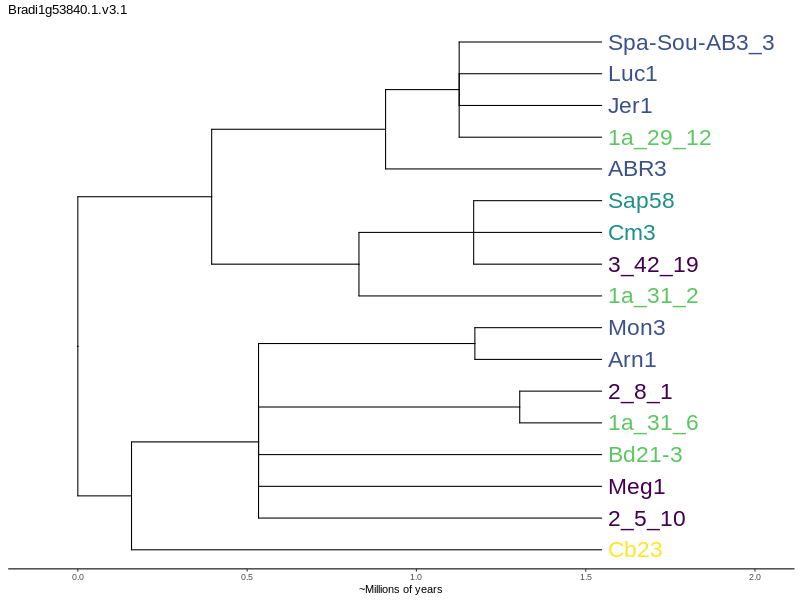 Bradi1g53840.1.v3.1
Spa-Sou-AB3_3
Luc1
Jer1
1a_29_12
ABR3
Sap58
Cm3
3_42_19
1a_31_2
Mon3
Arn1
2_8_1
1a_31_6
Bd21-3
Meg1
2_5_10
Cb23
0.0 0.5 1.0 1.5 2.0
~Millions of years